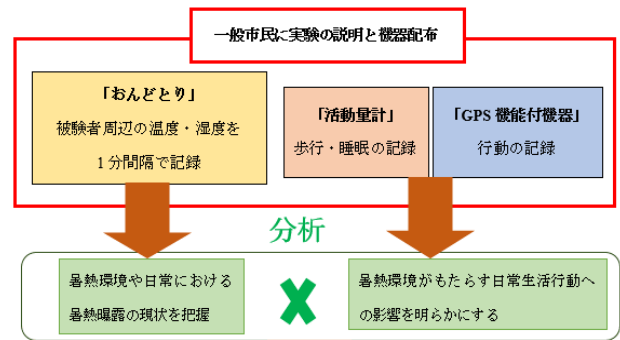 一般市民に実験の説明と機器配布
「おんどとり」
被験者周辺の温度・湿度を
1分間隔で記録
「活動量計」
歩行・睡眠の記録
「GPS 機能付機器」
行動の記録
分析
暑熱環境や日常における
暑熱曝露の現状を把握
暑熱環境がもたらす日常生活行動へ
の影響を明らかにする